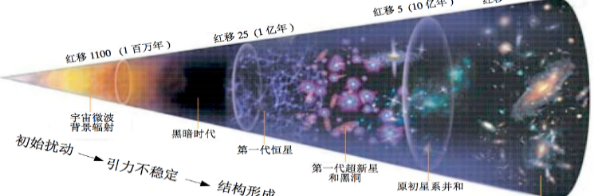 红移 1100 (1 百万年)
红移 25 (1 亿年)
红移 5 (10 亿年)
宇宙微波
背景辐射
黑暗时代
第一代恒星
第一代超新星
和黑洞
原初星系并和
初始扰动 → 引力不稳定 → 结构形成